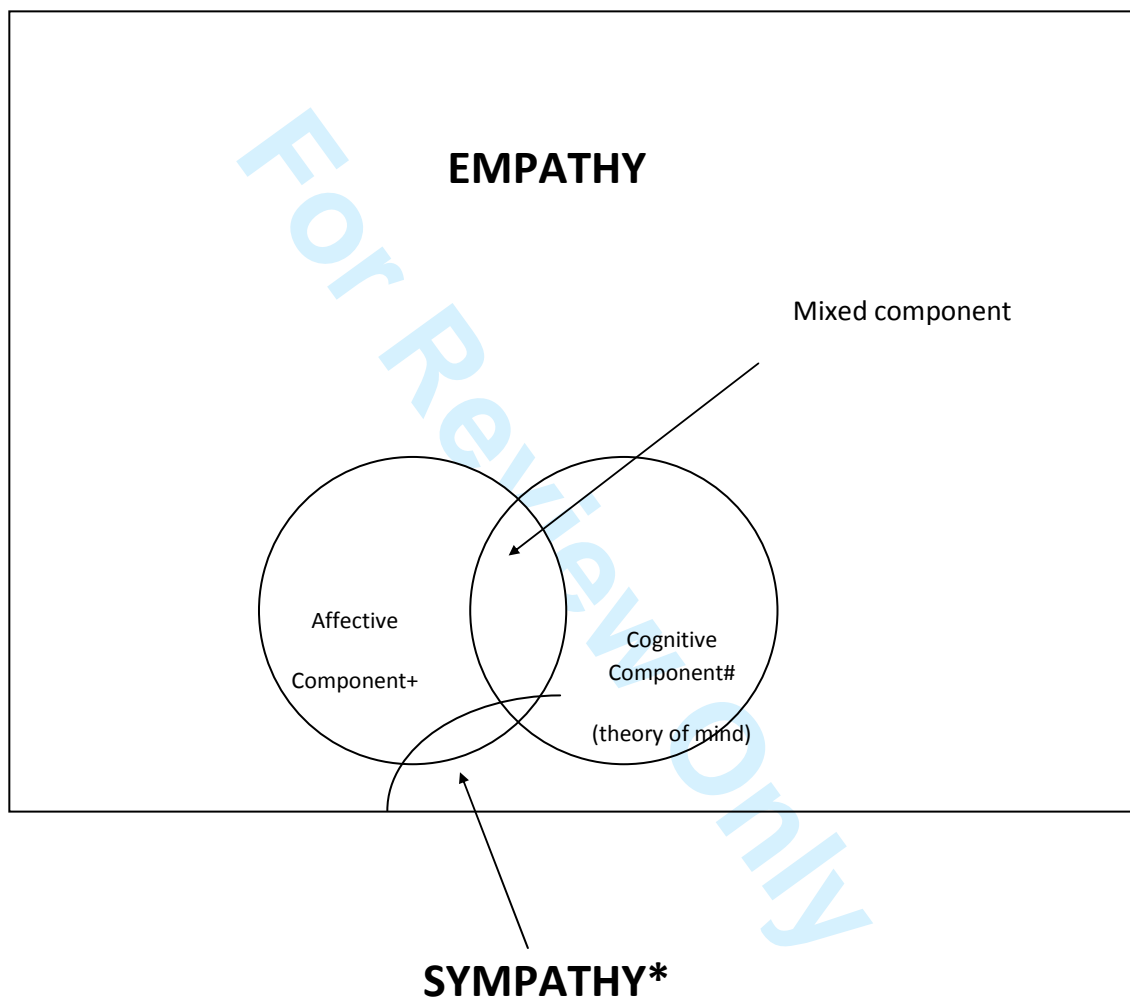 EMPATHY
Mixed component
Affective
Component+
Cognitive
Component#
(theory of mind)
SYMPATHY*
For Review Only